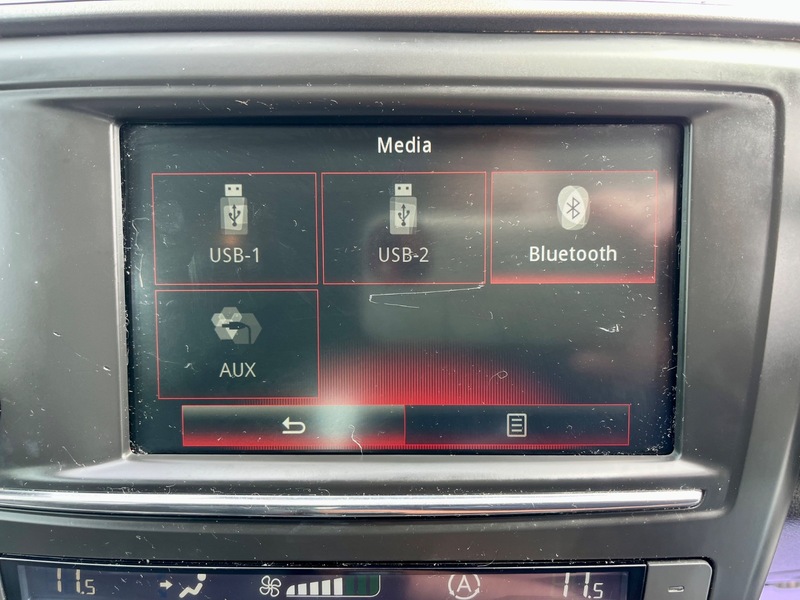 Media
USB-1
USB-2
Bluetooth
AUX
11.5
A
11.5